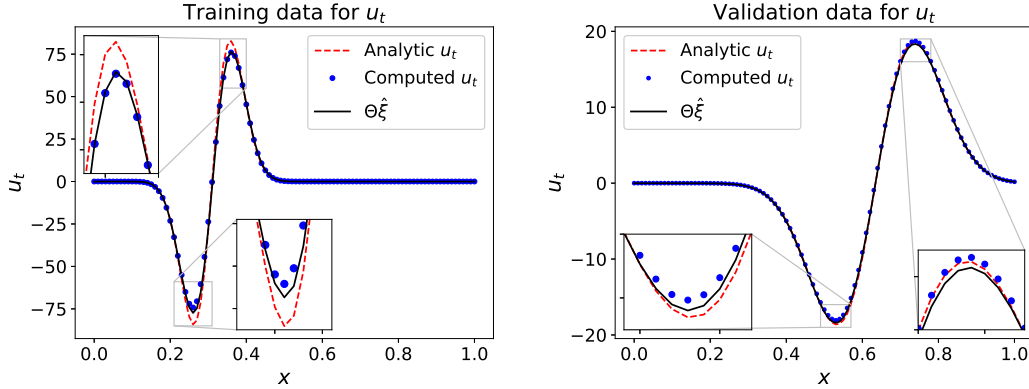 Training data for u_t
75
50
25
0
−25
−50
−75
0.0 0.2 0.4 0.6 0.8 1.0
x
u_t
Analytic u_t
Computed u_t
Θξ̂
Validation data for u_t
20
10
0
−10
−20
0.0 0.2 0.4 0.6 0.8 1.0
x
u_t
Analytic u_t
Computed u_t
Θξ̂